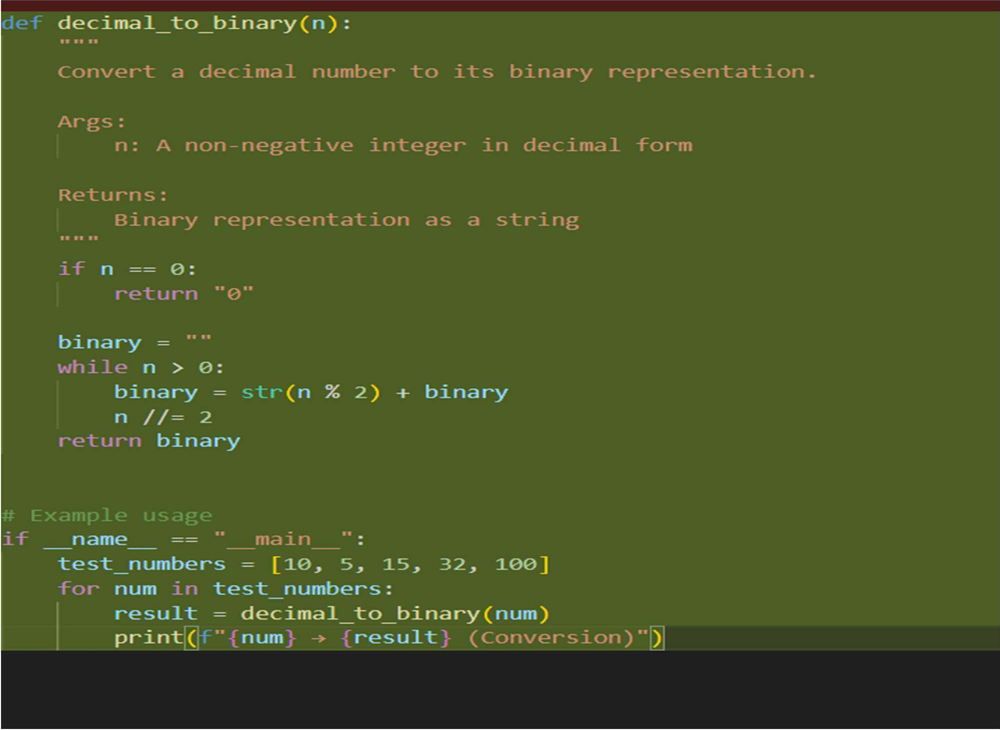 def decimal_to_binary(n):
    """
    Convert a decimal number to its binary representation.

    Args:
        n: A non-negative integer in decimal form

    Returns:
        Binary representation as a string
    """
    if n == 0:
        return "0"

    binary = ""
    while n > 0:
        binary = str(n % 2) + binary
        n //= 2
    return binary


# Example usage
if __name__ == "__main__":
    test_numbers = [10, 5, 15, 32, 100]
    for num in test_numbers:
        result = decimal_to_binary(num)
        print(f"{num} → {result} (Conversion)")